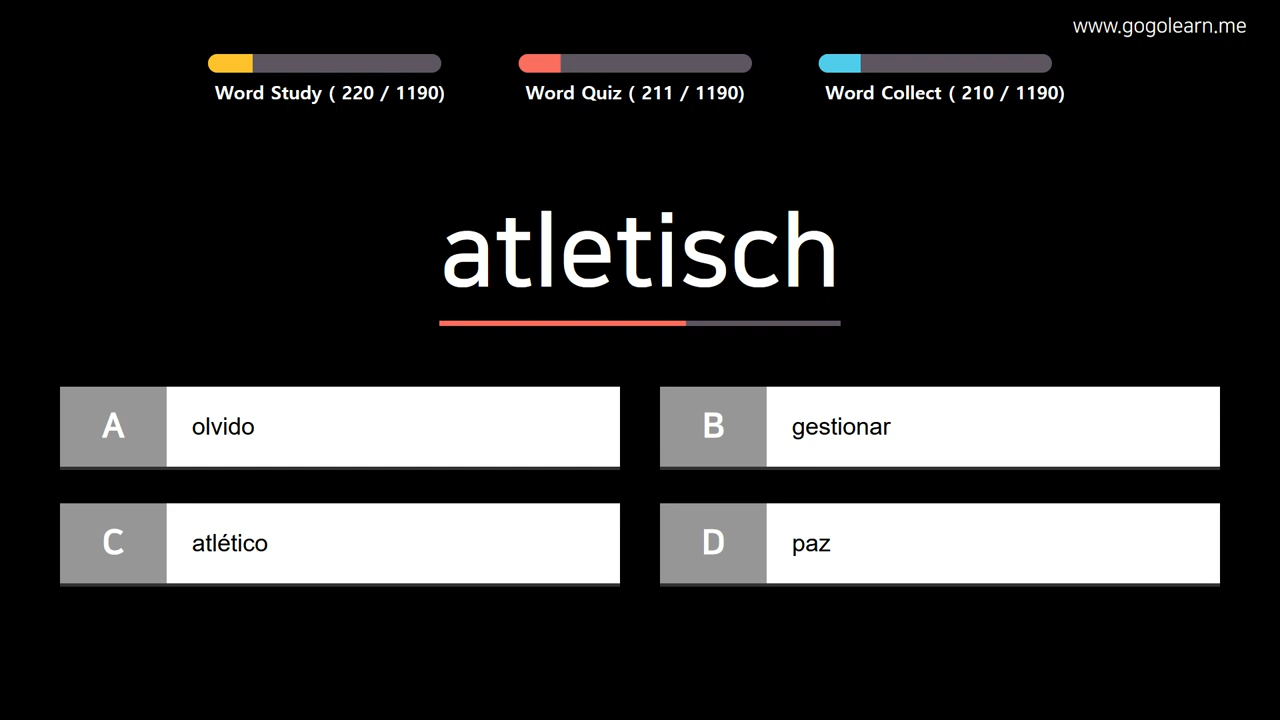 www.gogolearn.me
Word Study ( 220 / 1190)
Word Quiz ( 211 / 1190)
Word Collect ( 210 / 1190)
atletisch
A
olvido
B
gestionar
C
atlético
D
paz